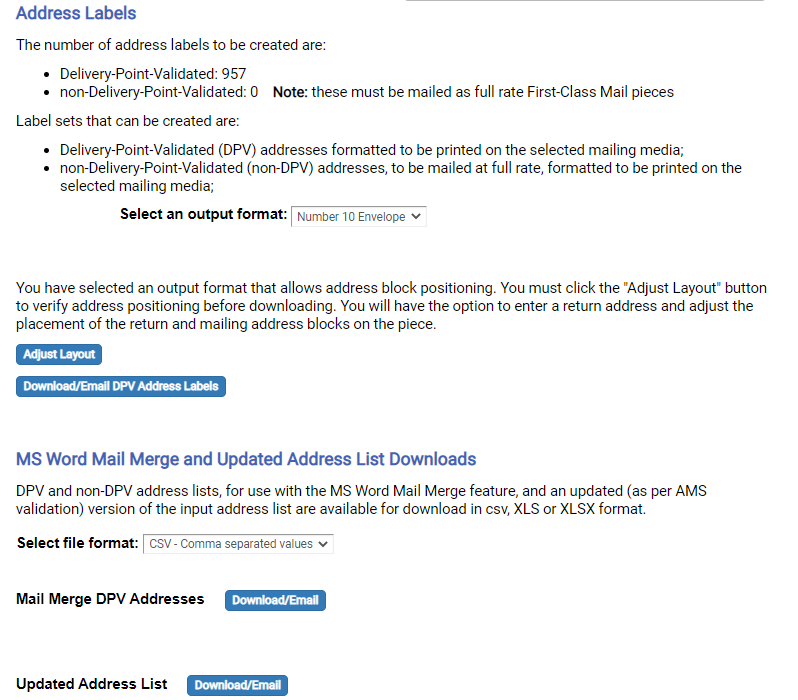 Address Labels
The number of address labels to be created are:
• Delivery-Point-Validated: 957
• non-Delivery-Point-Validated: 0 Note: these must be mailed as full rate First-Class Mail pieces
Label sets that can be created are:
• Delivery-Point-Validated (DPV) addresses formatted to be printed on the selected mailing media;
• non-Delivery-Point-Validated (non-DPV) addresses, to be mailed at full rate, formatted to be printed on the
selected mailing media;
Select an output format: Number 10 Envelope
You have selected an output format that allows address block positioning. You must click the "Adjust Layout" button
to verify address positioning before downloading. You will have the option to enter a return address and adjust the
placement of the return and mailing address blocks on the piece.
Adjust Layout
Download/Email DPV Address Labels
MS Word Mail Merge and Updated Address List Downloads
DPV and non-DPV address lists, for use with the MS Word Mail Merge feature, and an updated (as per AMS
validation) version of the input address list are available for download in csv, XLS or XLSX format.
Select file format: CSV - Comma separated values
Mail Merge DPV Addresses Download/Email
Updated Address List Download/Email